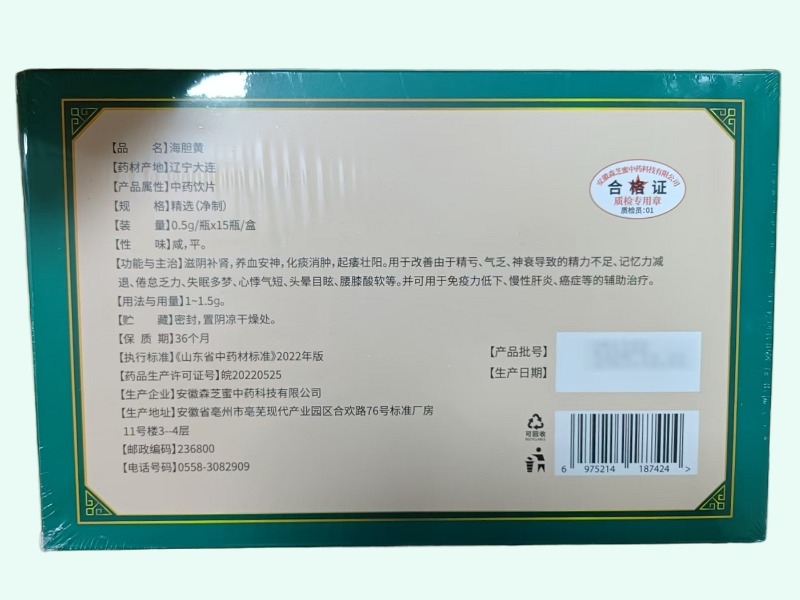 【品 名】海胆黄
【药材产地】辽宁大连
【产品属性】中药饮片
【规 格】精选(净制)
【装 量】0.5g/瓶x15瓶/盒
【性 味】咸,平。
【功能与主治】滋阴补肾,养血安神,化痰消肿,起痿壮阳。用于改善由于精亏、气乏、神衰导致的精力不足、记忆力减
退、倦怠乏力、失眠多梦、心悸气短、头晕目眩、腰膝酸软等。并可用于免疫力低下、慢性肝炎、癌症等的辅助治疗。
【用法与用量】1~1.5g。
【贮 藏】密封,置阴凉干燥处。
【保 质 期】36个月
【执行标准】《山东省中药材标准》2022年版
【药品生产许可证号】皖20220525
【生产企业】安徽森芝蜜中药科技有限公司
【生产地址】安徽省亳州市亳芜现代产业园区合欢路76号标准厂房
11号楼3--4层
【邮政编码】236800
【电话号码】0558-3082909
安徽森芝蜜中药科技有限公司
合格证
质检专用章
质检员:01
【产品批号】
【生产日期】
可回收
RECYCLABLE
6 975214 187424 >